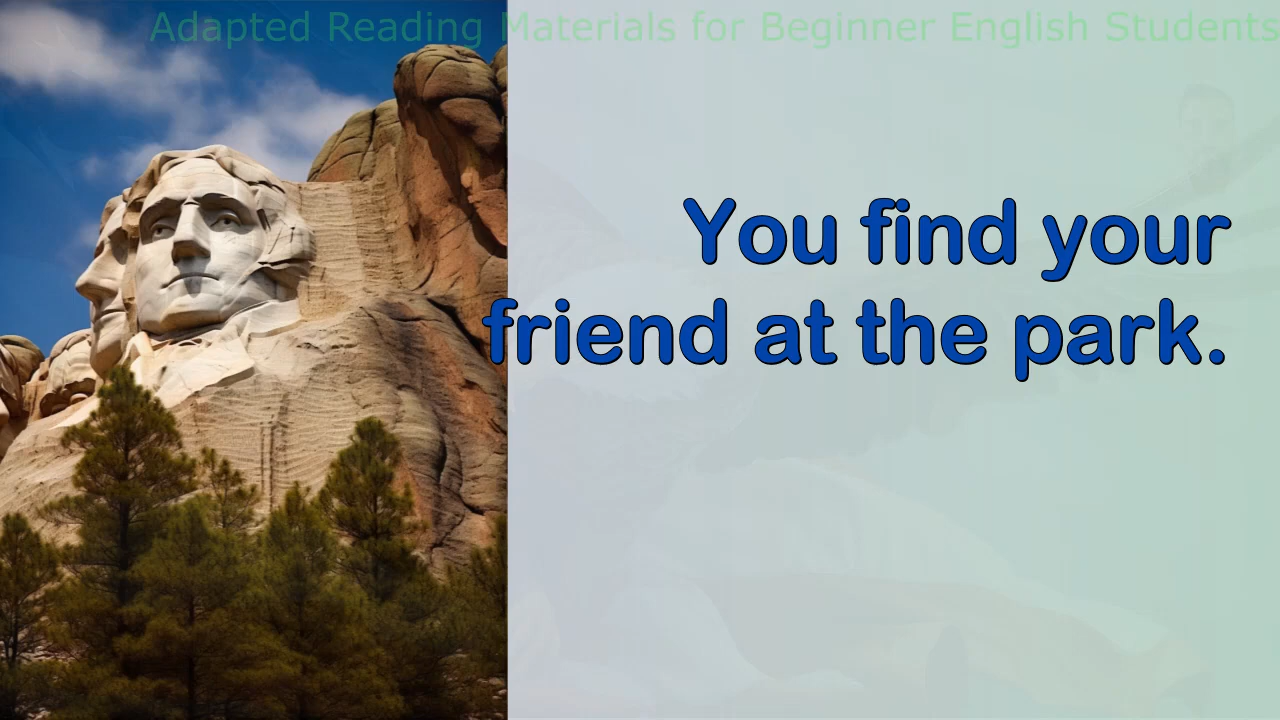 Adapted Reading Materials for Beginner English Students
You find your
friend at the park.